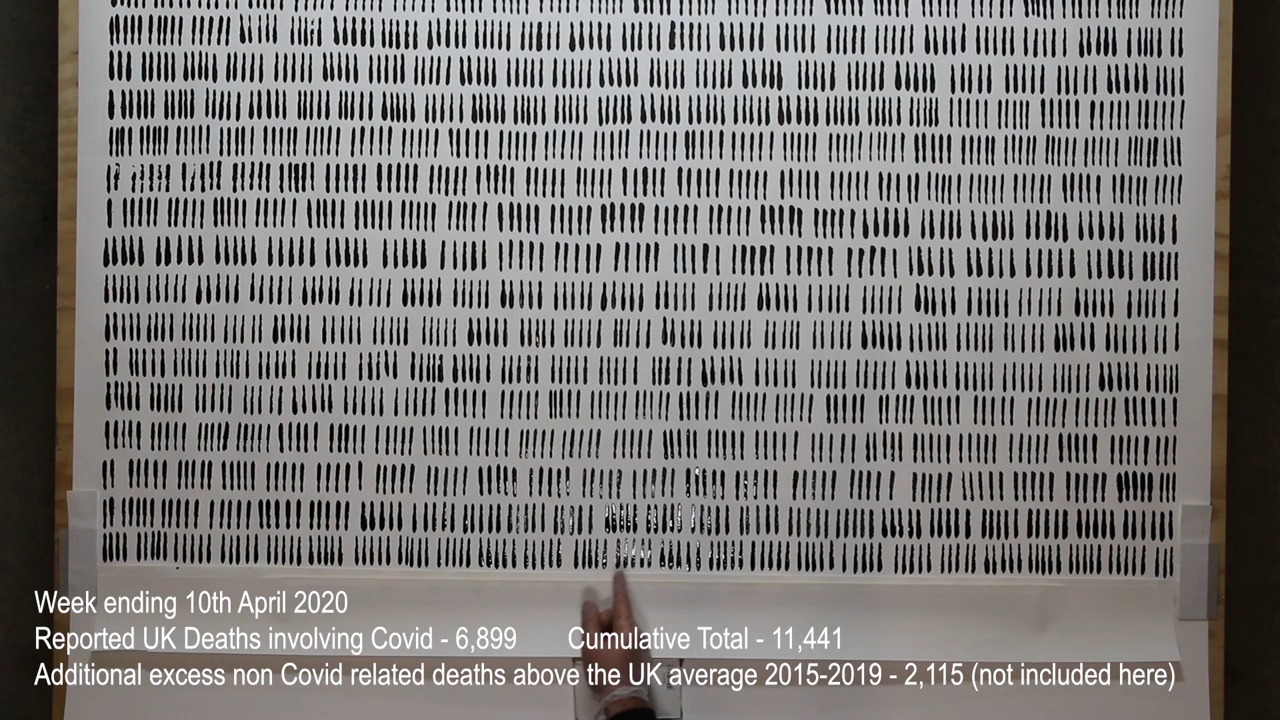 Week ending 10th April 2020
Reported UK Deaths involving Covid - 6,899 Cumulative Total - 11,441
Additional excess non Covid related deaths above the UK average 2015-2019 - 2,115 (not included here)